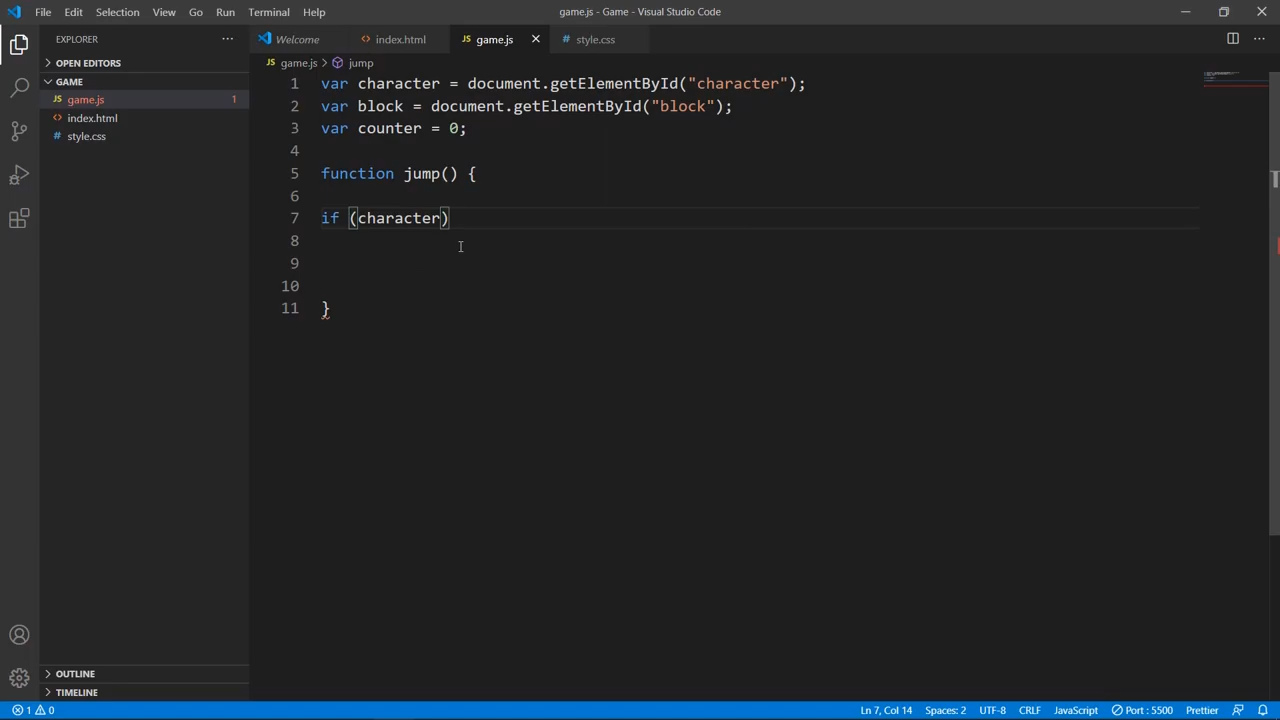 File Edit Selection View Go Run Terminal Help game.js - Game - Visual Studio Code
EXPLORER
OPEN EDITORS
GAME
game.js 1
index.html
style.css
OUTLINE
TIMELINE
Welcome index.html game.js style.css
game.js jump
1 var character = document.getElementById("character");
2 var block = document.getElementById("block");
3 var counter = 0;
4
5 function jump() {
6
7 if (character)
8
9
10
11 }
1 0 Ln 7, Col 14 Spaces: 2 UTF-8 CRLF JavaScript Port : 5500 Prettier